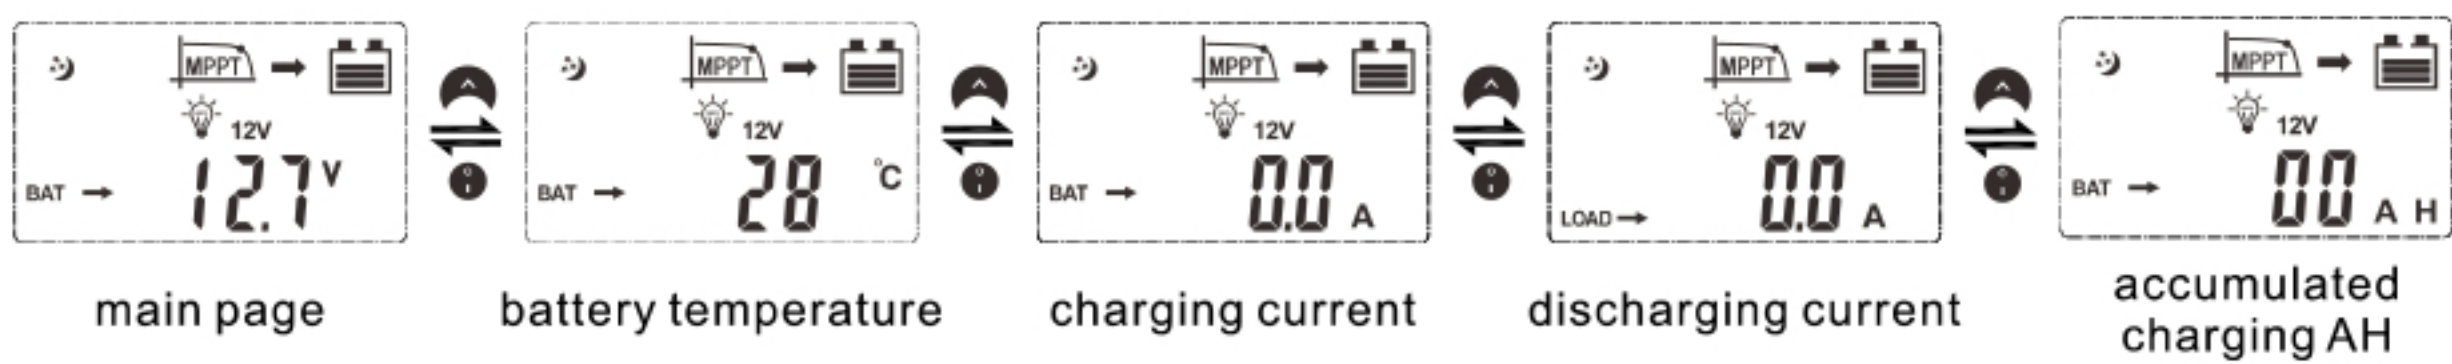 MPPT
12V
BAT
12.7 V
main page
MPPT
12V
BAT
28 °C
battery temperature
MPPT
12V
BAT
0.0 A
charging current
MPPT
12V
LOAD
0.0 A
discharging current
MPPT
12V
BAT
00 A H
accumulated
charging AH